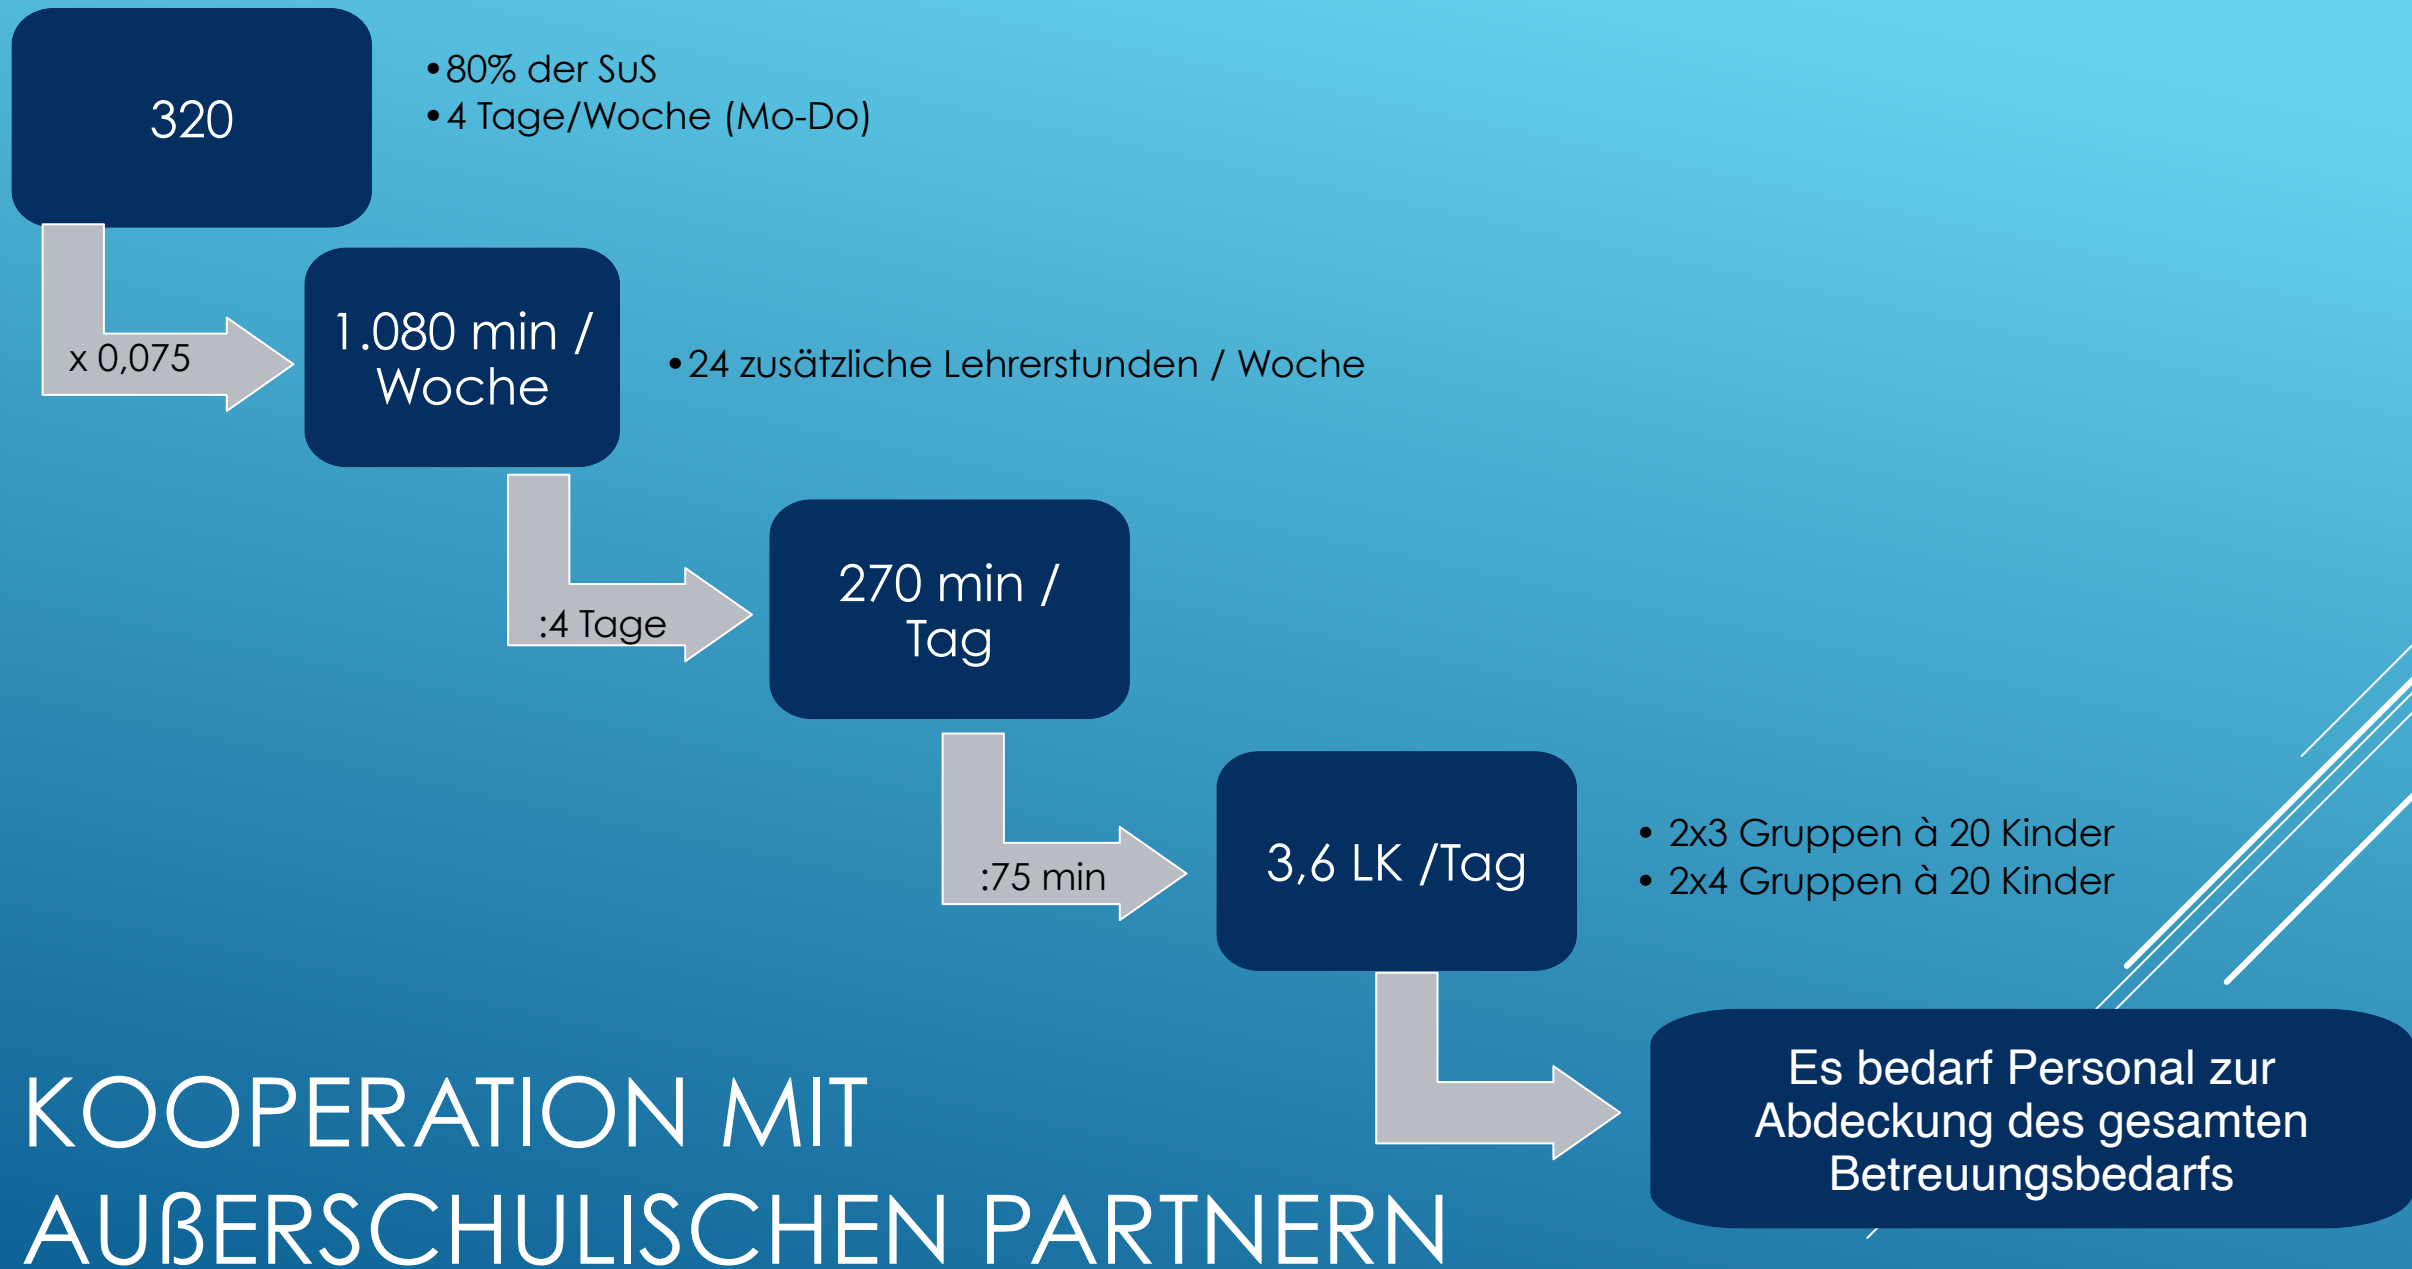 320
•80% der SuS
•4 Tage/Woche (Mo-Do)
x 0,075
1.080 min /
Woche
•24 zusätzliche Lehrerstunden / Woche
:4 Tage
270 min /
Tag
:75 min
3,6 LK /Tag
• 2x3 Gruppen à 20 Kinder
• 2x4 Gruppen à 20 Kinder
Es bedarf Personal zur
Abdeckung des gesamten
Betreuungsbedarfs
KOOPERATION MIT
AUßERSCHULISCHEN PARTNERN